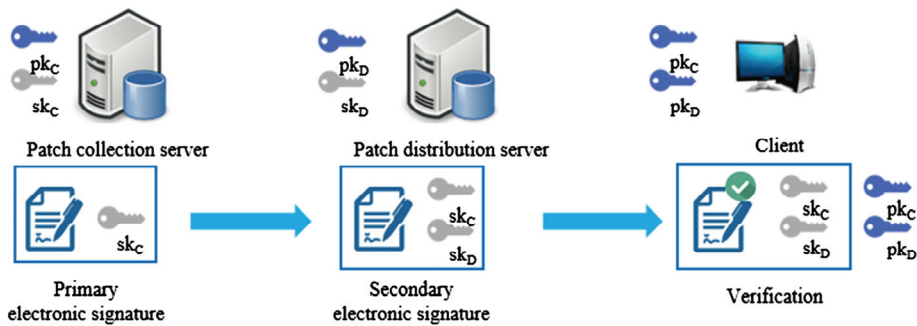 pkC
skC
pkD
skD
pkC
pkD
Patch collection server
Patch distribution server
Client
skC
skC
skD
skC
skD
pkC
pkD
Primary
electronic signature
Secondary
electronic signature
Verification